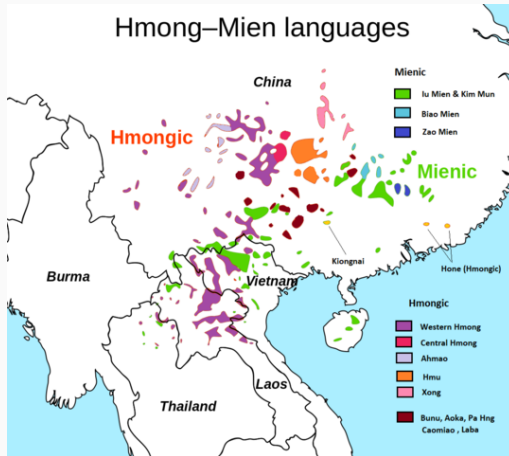 Hmong–Mien languages
China
Mienic
Iu Mien & Kim Mun
Biao Mien
Zao Mien
Hmongic
Mienic
Kiongnai
Hone (Hmongic)
Burma
Vietnam
Laos
Thailand
Hmongic
Western Hmong
Central Hmong
Ahmao
Hmu
Xong
Bunu, Aoka, Pa Hng
Caomiao , Laba